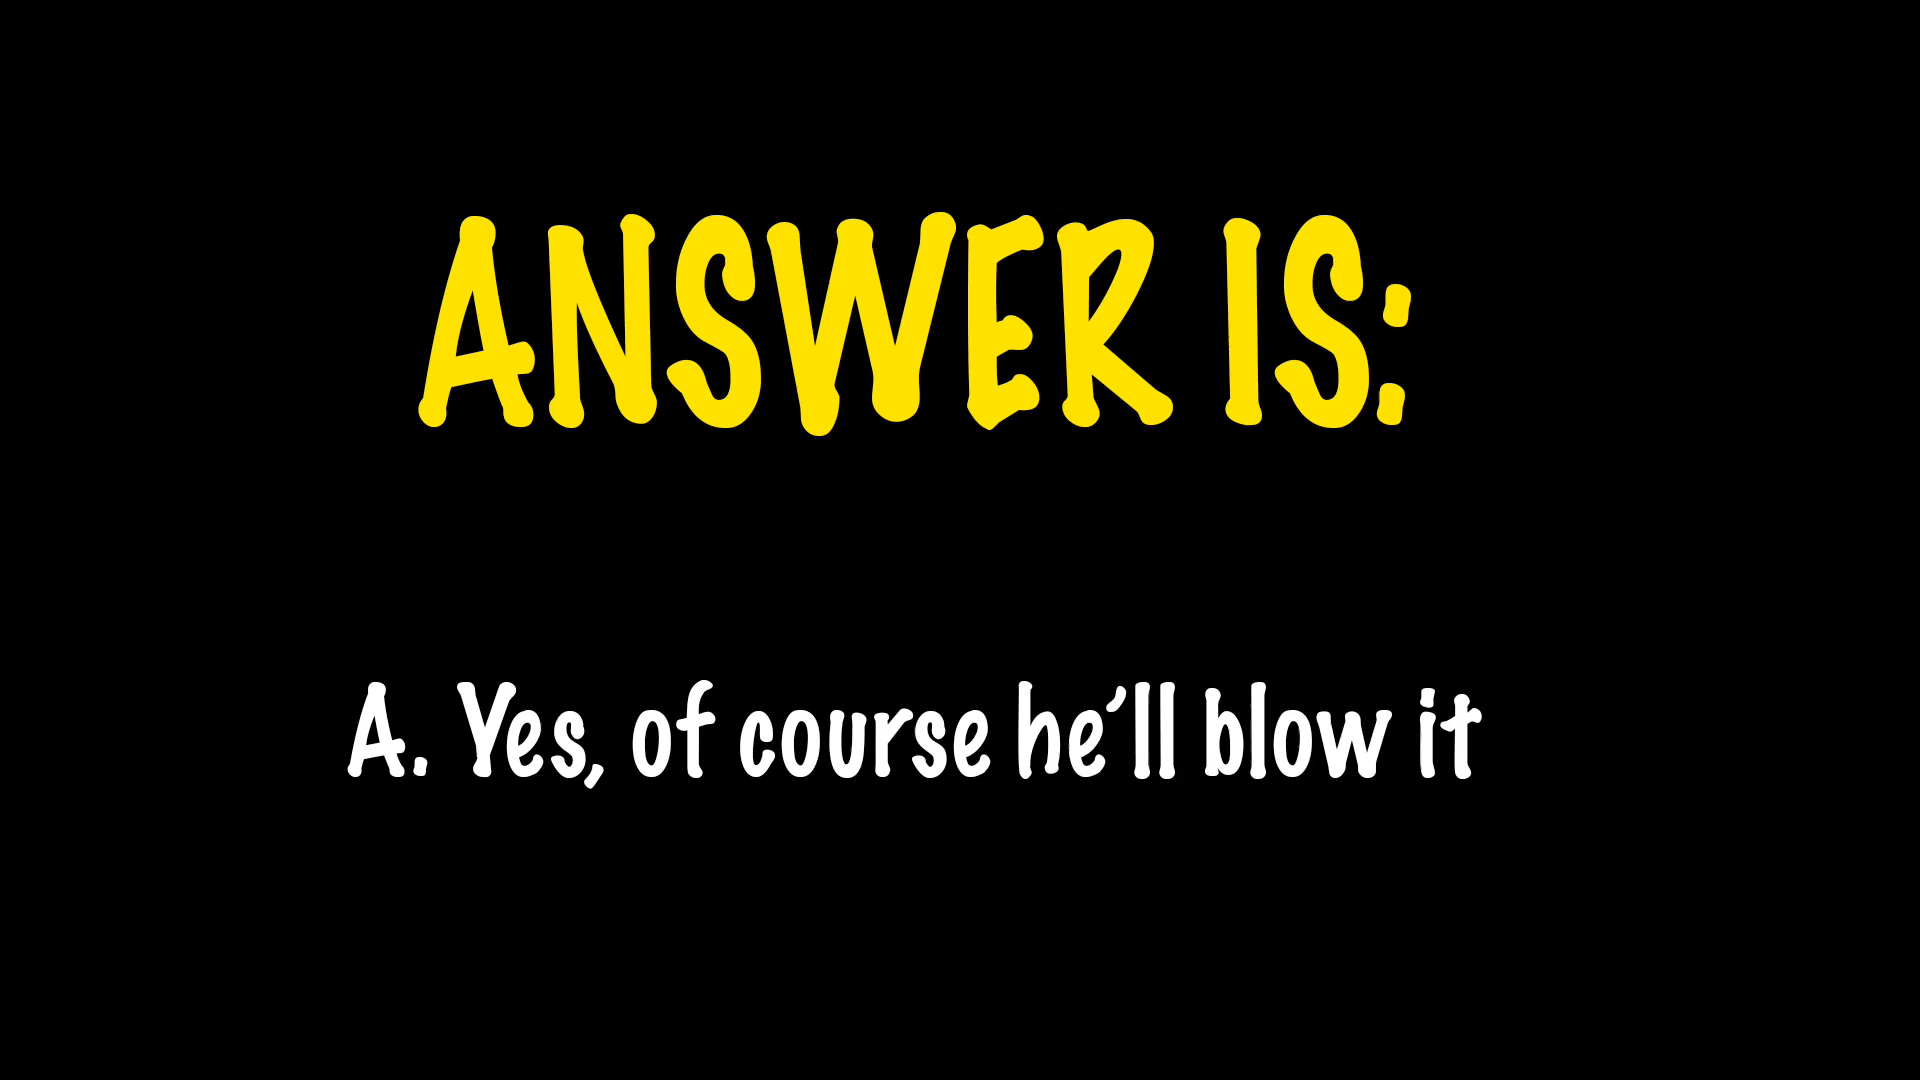 ANSWER IS:
A. Yes, of course he'll blow it